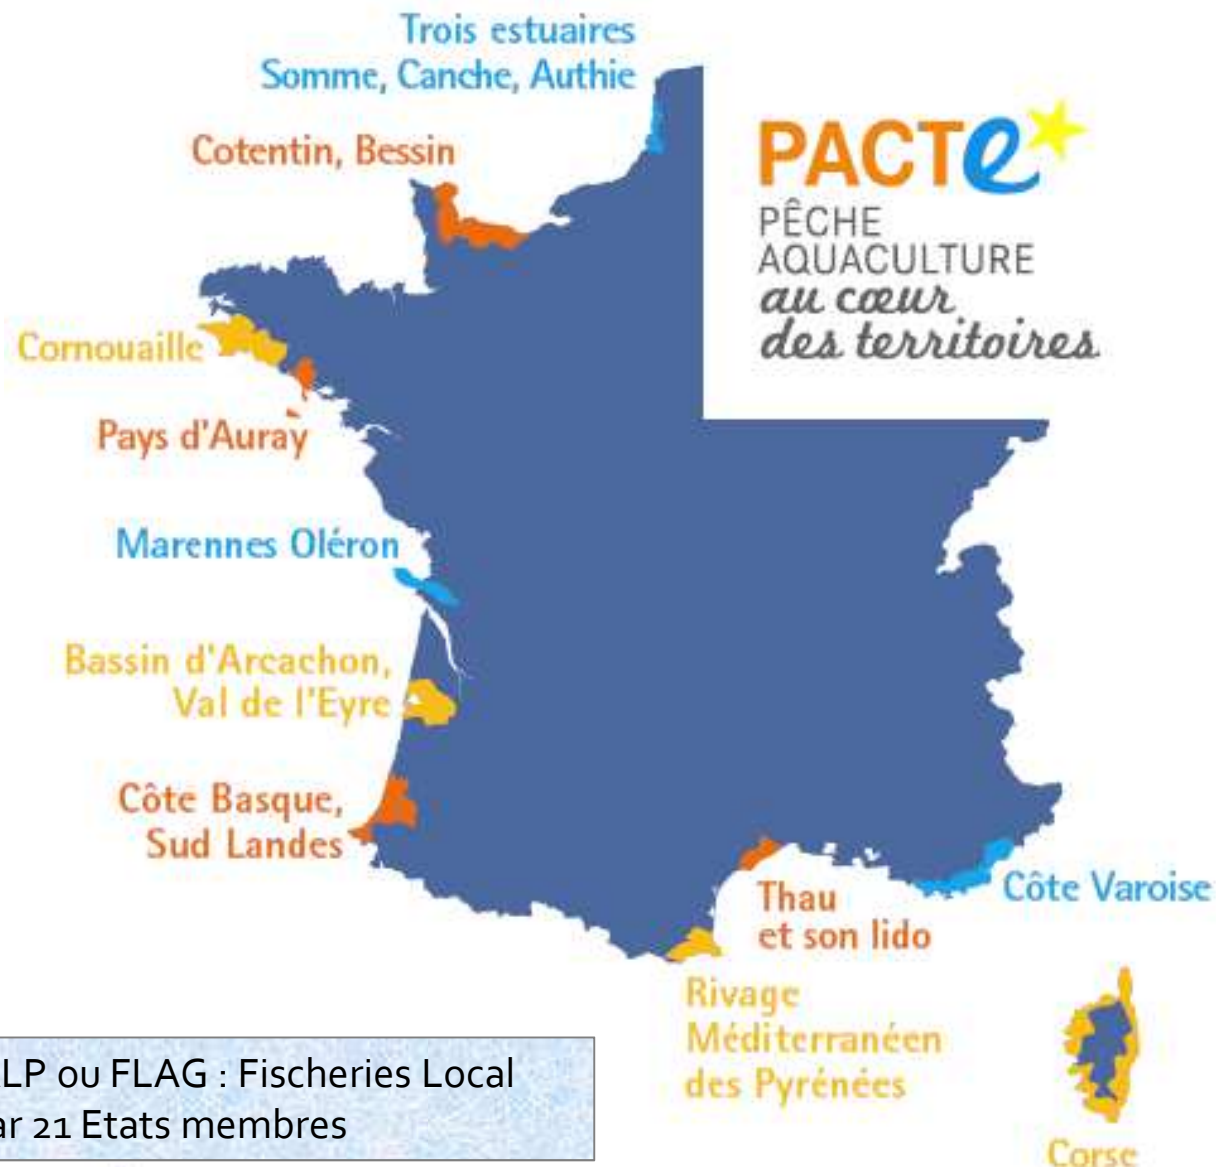 Trois estuaires
Somme, Canche, Authie
Cotentin, Bessin
PACTe
PÊCHE
AQUACULTURE
au cœur
des territoires
Cornouaille
Pays d'Auray
Marennes Oléron
Bassin d'Arcachon,
Val de l'Eyre
Côte Basque,
Sud Landes
Thau
et son lido
Côte Varoise
Rivage
Méditerranéen
des Pyrénées
Corse
LP ou FLAG : Fischeries Local
ar 21 Etats membres